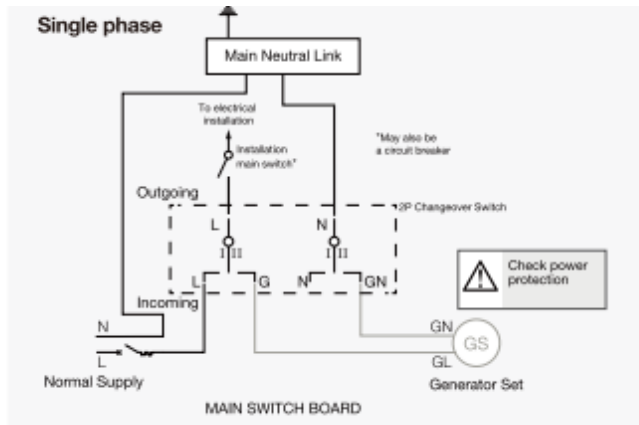 Single phase
Main Neutral Link
To electrical
installation
*May also be
a circuit breaker
Installation
main switch*
Outgoing
2P Changeover Switch
L
N
I II
I II
L
G
N
GN
Check power
protection
Incoming
N
GN
GS
L
GL
Normal Supply
Generator Set
MAIN SWITCH BOARD